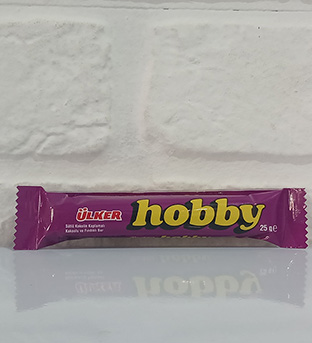 ÜLKER
hobby
Sütlü Kakaolu Kaplamalı
Kakaolu ve Fındıklı Bar
25 g e